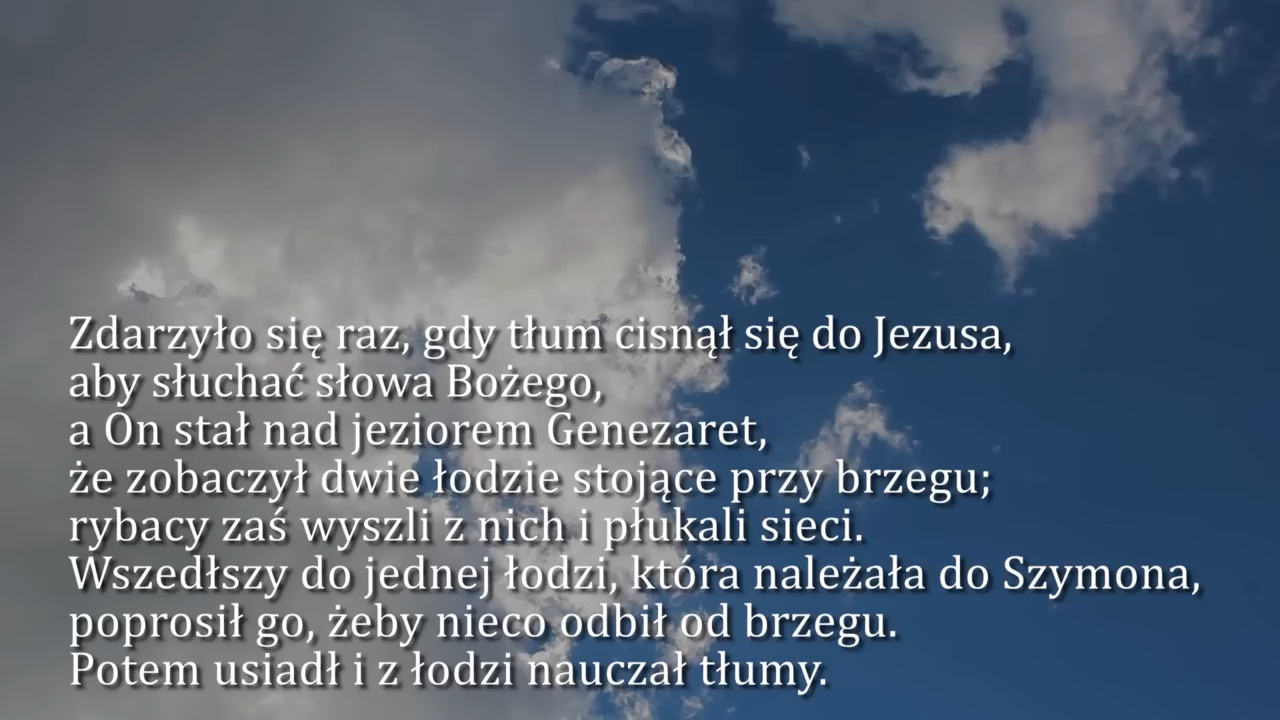 Zdarzyło się raz, gdy tłum cisnął się do Jezusa,
aby słuchać słowa Bożego,
a On stał nad jeziorem Genezaret,
że zobaczył dwie łodzie stojące przy brzegu;
rybacy zaś wyszli z nich i płukali sieci.
Wszedłszy do jednej łodzi, która należała do Szymona,
poprosił go, żeby nieco odbił od brzegu.
Potem usiadł i z łodzi nauczał tłumy.